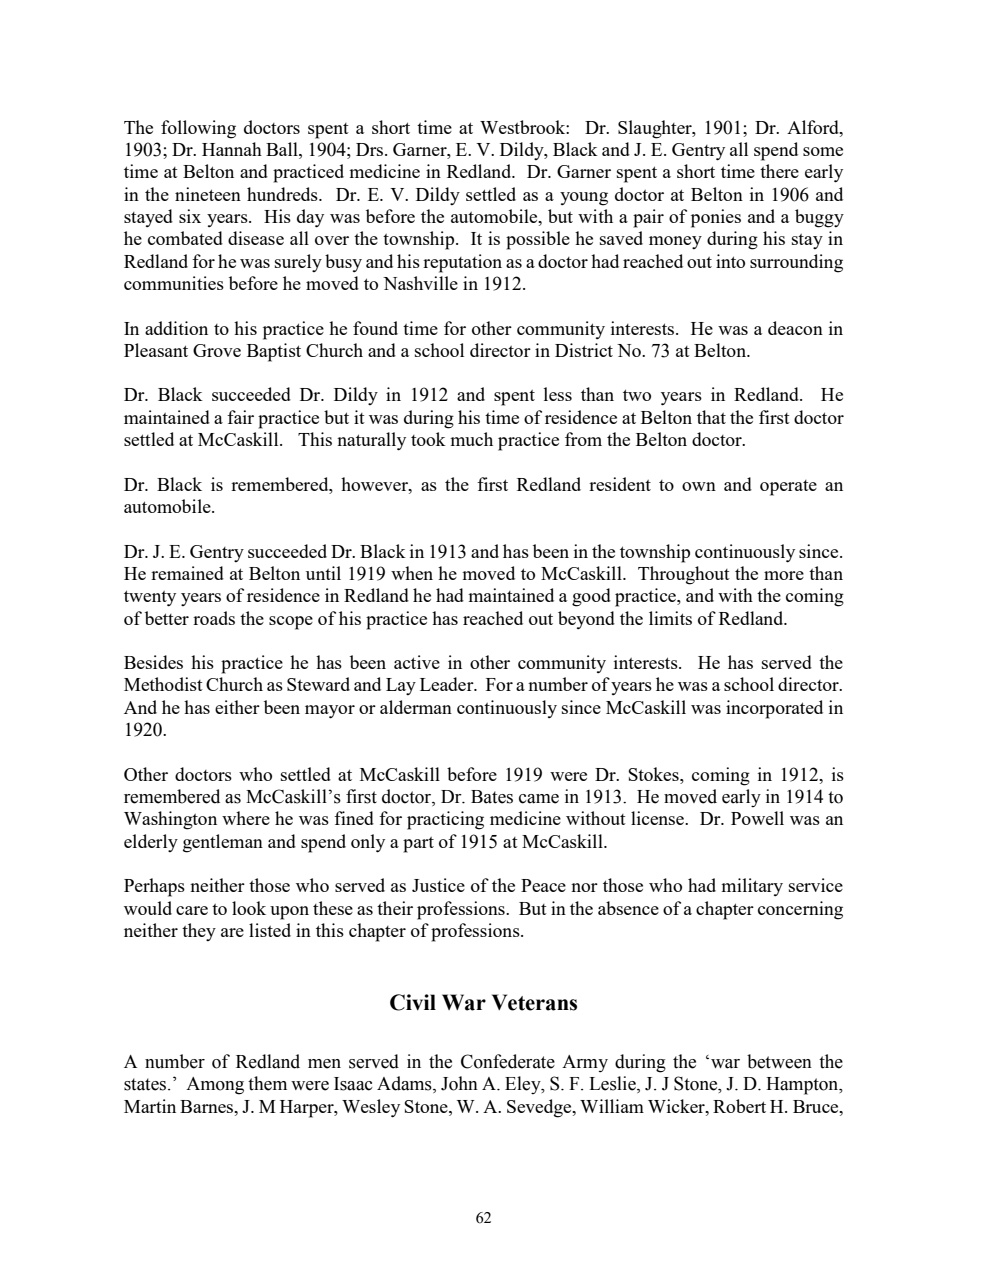 The following doctors spent a short time at Westbrook:  Dr. Slaughter, 1901; Dr. Alford,
1903; Dr. Hannah Ball, 1904; Drs. Garner, E. V. Dildy, Black and J. E. Gentry all spend some
time at Belton and practiced medicine in Redland.  Dr. Garner spent a short time there early
in the nineteen hundreds.  Dr. E. V. Dildy settled as a young doctor at Belton in 1906 and
stayed six years.  His day was before the automobile, but with a pair of ponies and a buggy
he combated disease all over the township.  It is possible he saved money during his stay in
Redland for he was surely busy and his reputation as a doctor had reached out into surrounding
communities before he moved to Nashville in 1912.
In addition to his practice he found time for other community interests.  He was a deacon in
Pleasant Grove Baptist Church and a school director in District No. 73 at Belton.
Dr. Black succeeded Dr. Dildy in 1912 and spent less than two years in Redland.  He
maintained a fair practice but it was during his time of residence at Belton that the first doctor
settled at McCaskill.   This naturally took much practice from the Belton doctor.
Dr. Black is remembered, however, as the first Redland resident to own and operate an
automobile.
Dr. J. E. Gentry succeeded Dr. Black in 1913 and has been in the township continuously since.
He remained at Belton until 1919 when he moved to McCaskill.  Throughout the more than
twenty years of residence in Redland he had maintained a good practice, and with the coming
of better roads the scope of his practice has reached out beyond the limits of Redland.
Besides his practice he has been active in other community interests.  He has served the
Methodist Church as Steward and Lay Leader.  For a number of years he was a school director.
And he has either been mayor or alderman continuously since McCaskill was incorporated in
1920.
Other doctors who settled at McCaskill before 1919 were Dr. Stokes, coming in 1912, is
remembered as McCaskill’s first doctor, Dr. Bates came in 1913.  He moved early in 1914 to
Washington where he was fined for practicing medicine without license.  Dr. Powell was an
elderly gentleman and spend only a part of 1915 at McCaskill.
Perhaps neither those who served as Justice of the Peace nor those who had military service
would care to look upon these as their professions.  But in the absence of a chapter concerning
neither they are listed in this chapter of professions.
Civil War Veterans
A number of Redland men served in the Confederate Army during the ‘war between the
states.’  Among them were Isaac Adams, John A. Eley, S. F. Leslie, J. J Stone, J. D. Hampton,
Martin Barnes, J. M Harper, Wesley Stone, W. A. Sevedge, William Wicker, Robert H. Bruce,
62